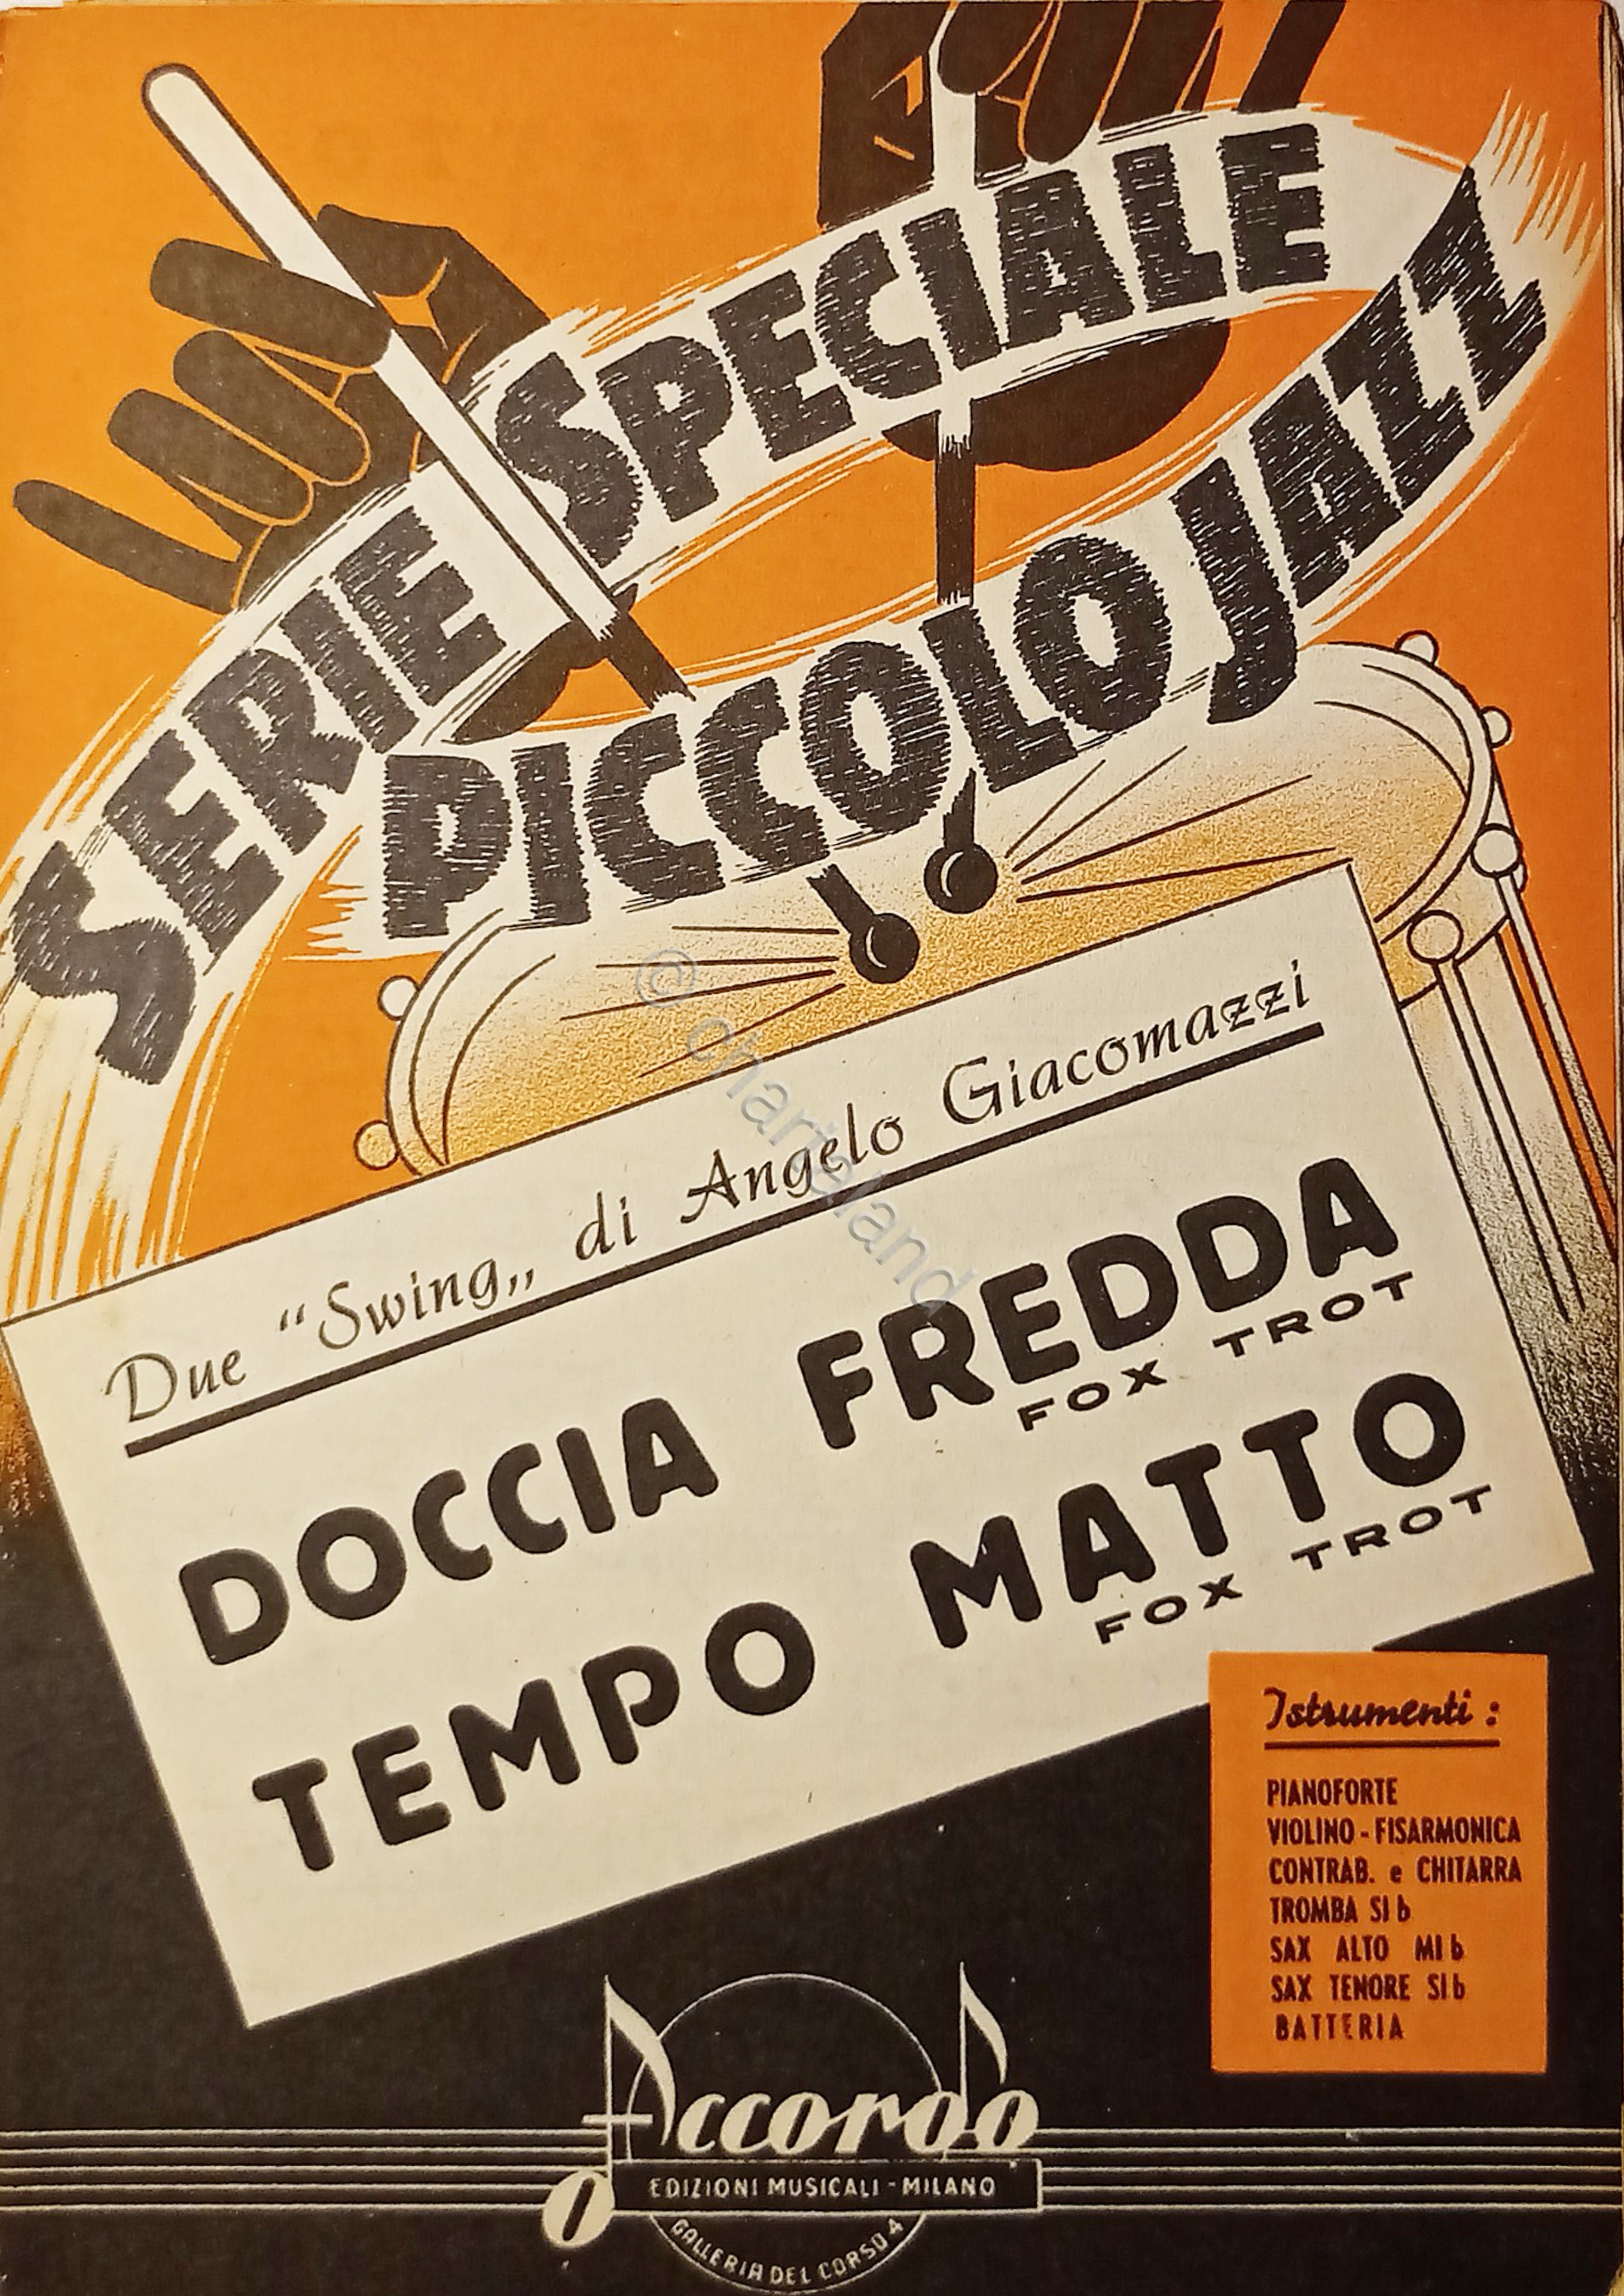 SERIE SPECIALE
PICCOLO JAZZ
Due “Swing„ di Angelo Giacomazzi
DOCCIA FREDDA
FOX TROT
TEMPO MATTO
FOX TROT
Istrumenti :
PIANOFORTE
VIOLINO - FISARMONICA
CONTRAB. e CHITARRA
TROMBA SI b
SAX ALTO MI b
SAX TENORE SI b
BATTERIA
Accordo
EDIZIONI MUSICALI - MILANO
GALLERIA DEL CORSO 4
© charteland